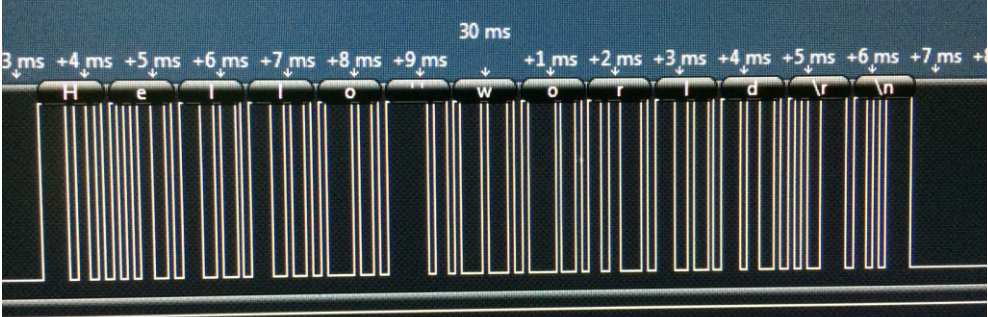 30 ms
3 ms +4 ms +5 ms +6 ms +7 ms +8 ms +9 ms +1 ms +2 ms +3 ms +4 ms +5 ms +6 ms +7 ms
H e l l o ' ' w o r l d \r \n